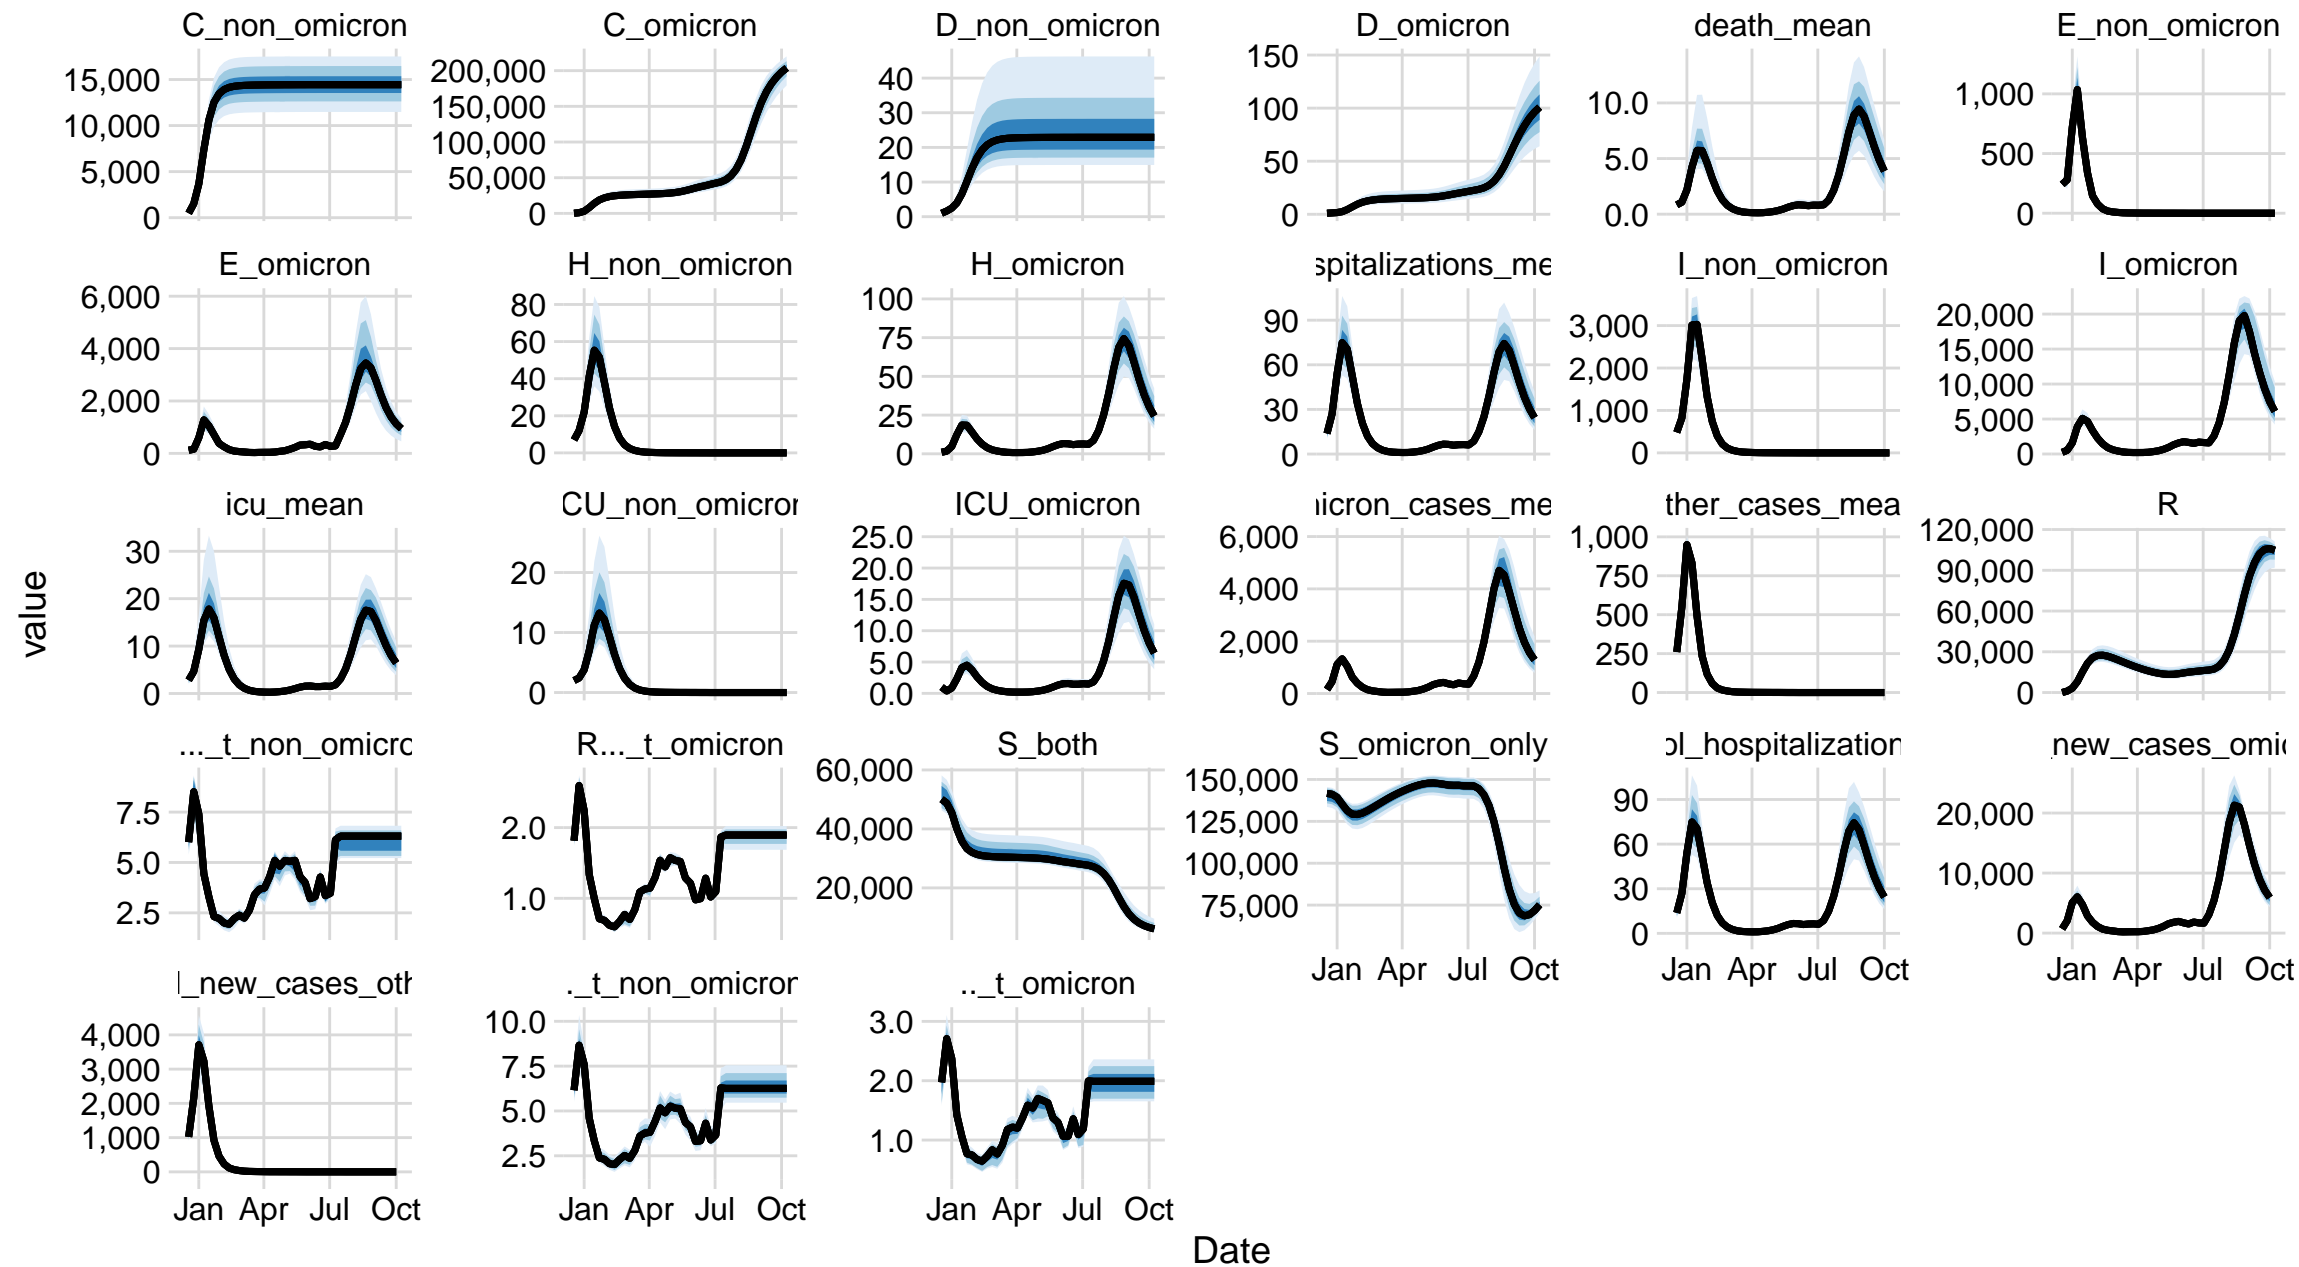 C_non_omicron C_omicron D_non_omicron D_omicron death_mean E_non_omicron
15,000 10,000 5,000 0
200,000 150,000 100,000 50,000 0
40 30 20 10 0
150 100 50 0
10.0 5.0 0.0
1,000 500 0
E_omicron H_non_omicron H_omicron spitalizations_me I_non_omicron I_omicron
6,000 4,000 2,000 0
80 60 40 20 0
100 75 50 25 0
90 60 30 0
3,000 2,000 1,000 0
20,000 15,000 10,000 5,000 0
icu_mean CU_non_omicron ICU_omicron icron_cases_me ther_cases_mea R
30 20 10 0
20 10 0
25.0 20.0 15.0 10.0 5.0 0.0
6,000 4,000 2,000 0
1,000 750 500 250 0
120,000 90,000 60,000 30,000 0
value
..._t_non_omicro R..._t_omicron S_both S_omicron_only ol_hospitalization _new_cases_omic
7.5 5.0 2.5
2.0 1.0
60,000 40,000 20,000
150,000 125,000 100,000 75,000
90 60 30 0
20,000 10,000 0
Jan Apr Jul Oct Jan Apr Jul Oct Jan Apr Jul Oct
l_new_cases_oth ._t_non_omicron .._t_omicron
4,000 3,000 2,000 1,000 0
10.0 7.5 5.0 2.5
3.0 2.0 1.0
Jan Apr Jul Oct Jan Apr Jul Oct Jan Apr Jul Oct
Date